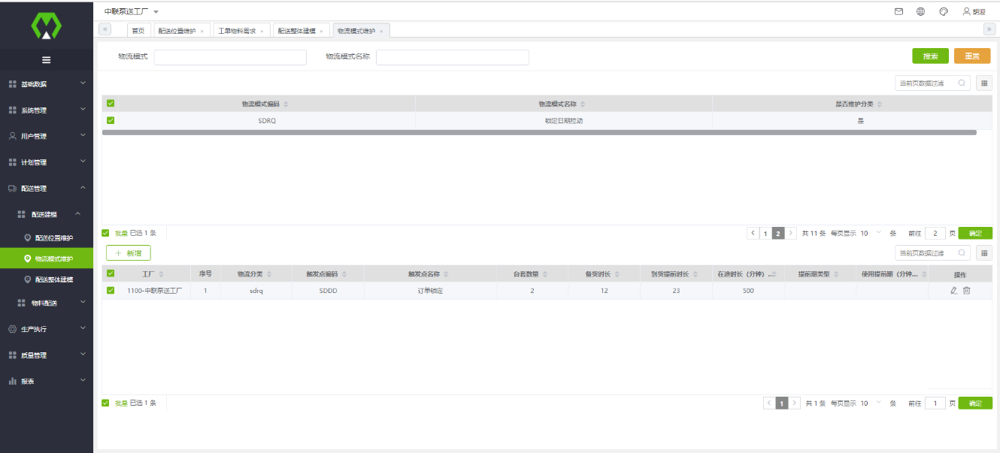 中联泵送工厂
胡迎
首页 配送位置维护 × 工单物料需求 × 配送整体建模 × 物流模式维护 ×
基础数据
系统管理
用户管理
计划管理
配送管理
配送建模
配送位置维护
物流模式维护
配送整体建模
物料配送
生产执行
质量管理
报表
物流模式 物流模式名称 搜索 重置
当前页数据过滤
物流模式编码 物流模式名称 是否维护分类
SDRQ 锁定日期拉动 是
批量 已选 1 条 1 2 共 11 条 每页显示 10 条 前往 2 页 确定
+ 新增 当前页数据过滤
工厂 序号 物流分类 触发点编码 触发点名称 台套数量 备货时长 到货提前时长 在途时长（分钟）... 提前期类型 使用提前期（分钟... 操作
1100-中联泵送工厂 1 sdrq SDDD 订单锁定 2 12 23 500
批量 已选 1 条 1 共 1 条 每页显示 10 条 前往 1 页 确定